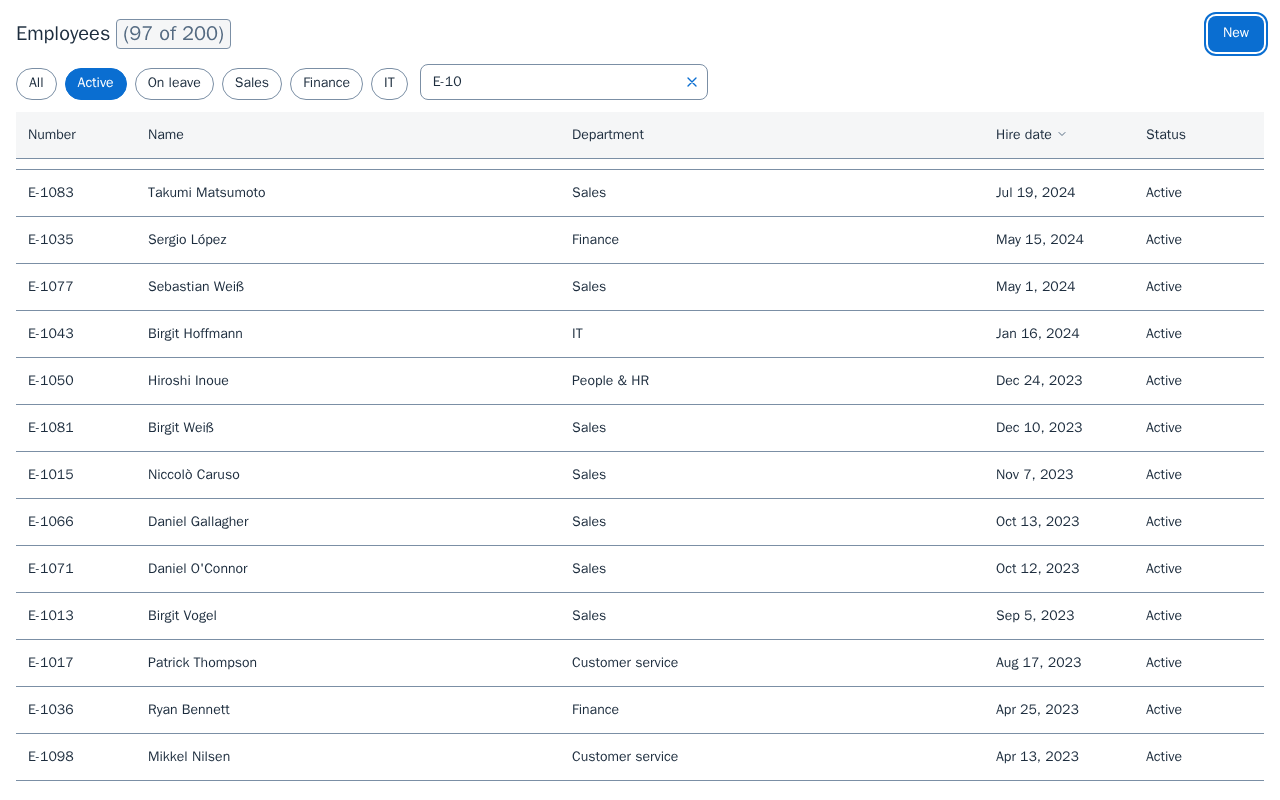 Employees (97 of 200)
New
All Active On leave Sales Finance IT E-10
Number Name Department Hire date Status
E-1083 Takumi Matsumoto Sales Jul 19, 2024 Active
E-1035 Sergio López Finance May 15, 2024 Active
E-1077 Sebastian Weiß Sales May 1, 2024 Active
E-1043 Birgit Hoffmann IT Jan 16, 2024 Active
E-1050 Hiroshi Inoue People & HR Dec 24, 2023 Active
E-1081 Birgit Weiß Sales Dec 10, 2023 Active
E-1015 Niccolò Caruso Sales Nov 7, 2023 Active
E-1066 Daniel Gallagher Sales Oct 13, 2023 Active
E-1071 Daniel O'Connor Sales Oct 12, 2023 Active
E-1013 Birgit Vogel Sales Sep 5, 2023 Active
E-1017 Patrick Thompson Customer service Aug 17, 2023 Active
E-1036 Ryan Bennett Finance Apr 25, 2023 Active
E-1098 Mikkel Nilsen Customer service Apr 13, 2023 Active